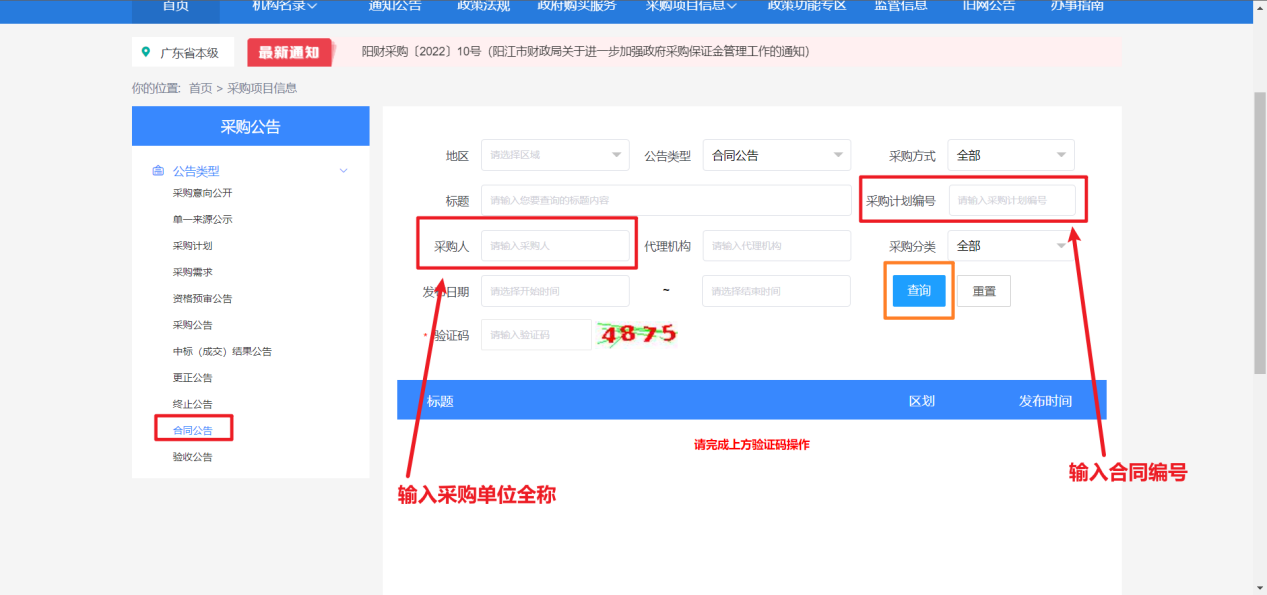 首页 机构名录 通知公告 政策法规 政府购买服务 采购项目信息 政策功能专区 监管信息 旧网公告 办事指南
广东省本级 最新通知 阳财采购〔2022〕10号（阳江市财政局关于进一步加强政府采购保证金管理工作的通知）
你的位置: 首页 > 采购项目信息
采购公告
公告类型
采购意向公开
单一来源公示
采购计划
采购需求
资格预审公告
采购公告
中标（成交）结果公告
更正公告
终止公告
合同公告
验收公告
地区 请选择区域 公告类型 合同公告 采购方式 全部
标题 请输入您要查询的标题内容 采购计划编号 请输入采购计划编号
采购人 请输入采购人 代理机构 请输入代理机构 采购分类 全部
发布日期 请选择开始时间 ~ 请选择结束时间 查询 重置
* 验证码 请输入验证码 4875
标题 区划 发布时间
请完成上方验证码操作
输入采购单位全称
输入合同编号